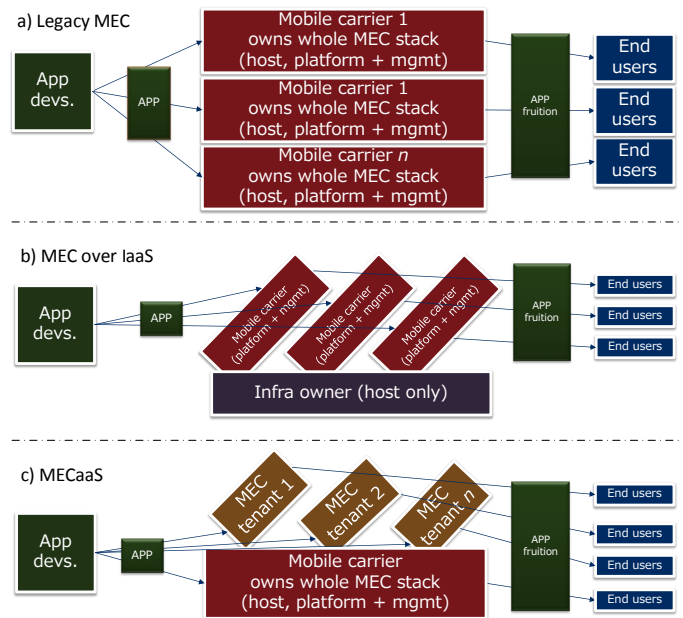 a) Legacy MEC
App
devs.
APP
Mobile carrier 1
owns whole MEC stack
(host, platform + mgmt)
Mobile carrier 1
owns whole MEC stack
(host, platform + mgmt)
Mobile carrier n
owns whole MEC stack
(host, platform + mgmt)
APP
fruition
End
users
End
users
End
users
b) MEC over IaaS
App
devs.
APP
Mobile carrier
(platform + mgmt)
Mobile carrier
(platform + mgmt)
Mobile carrier
(platform + mgmt)
Infra owner (host only)
APP
fruition
End users
End users
End users
c) MECaaS
App
devs.
APP
MEC
tenant 1
MEC
tenant 2
MEC
tenant n
Mobile carrier
owns whole MEC stack
(host, platform + mgmt)
APP
fruition
End users
End users
End users
End users